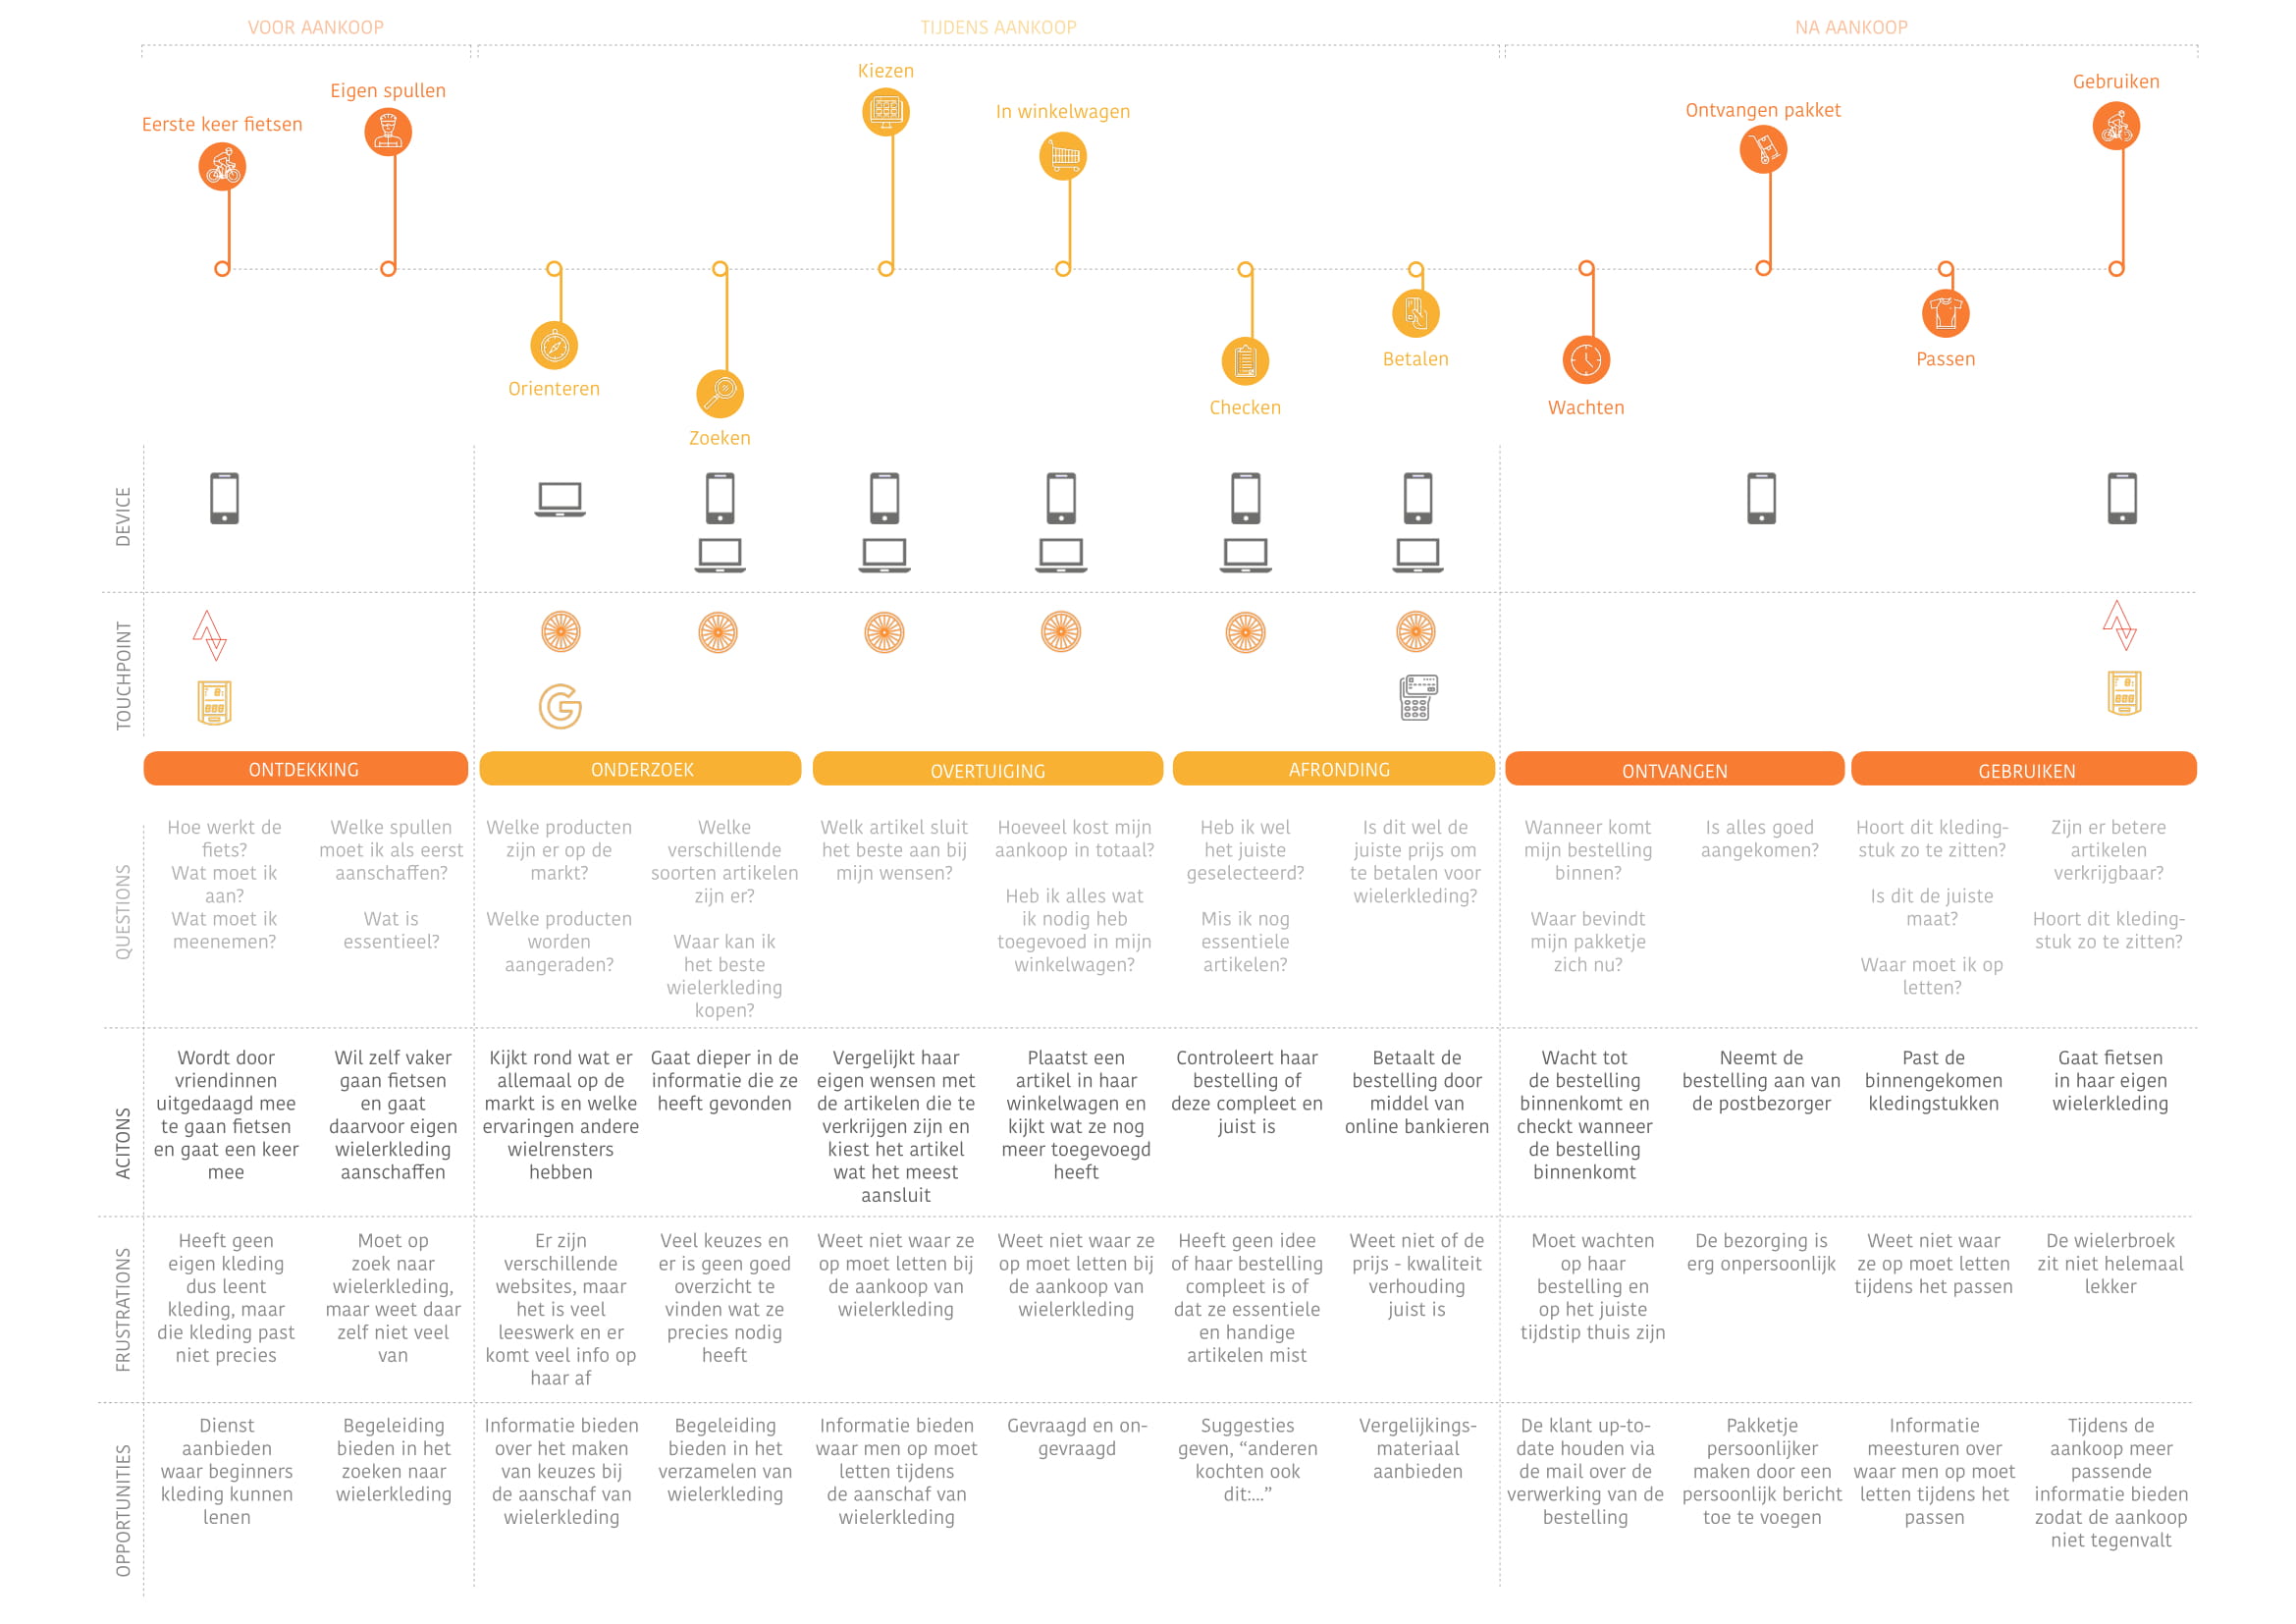 VOOR AANKOOP
TIJDENS AANKOOP
NA AANKOOP
Eerste keer fietsen
Eigen spullen
Orienteren
Zoeken
Kiezen
In winkelwagen
Checken
Betalen
Wachten
Ontvangen pakket
Passen
Gebruiken
DEVICE
TOUCHPOINT
ONTDEKKING
ONDERZOEK
OVERTUIGING
AFRONDING
ONTVANGEN
GEBRUIKEN
QUESTIONS
Hoe werkt de
fiets?
Wat moet ik
aan?
Wat moet ik
meenemen?
Welke spullen
moet ik als eerst
aanschaffen?
Wat is
essentieel?
Welke producten
zijn er op de
markt?
Welke producten
worden
aangeraden?
Welke
verschillende
soorten artikelen
zijn er?
Waar kan ik
het beste
wielerkleding
kopen?
Welk artikel sluit
het beste aan bij
mijn wensen?
Hoeveel kost mijn
aankoop in totaal?
Heb ik alles wat
ik nodig heb
toegevoed in mijn
winkelwagen?
Heb ik wel
het juiste
geselecteerd?
Mis ik nog
essentiele
artikelen?
Is dit wel de
juiste prijs om
te betalen voor
wielerkleding?
Wanneer komt
mijn bestelling
binnen?
Waar bevindt
mijn pakketje
zich nu?
Is alles goed
aangekomen?
Hoort dit kleding-
stuk zo te zitten?
Is dit de juiste
maat?
Waar moet ik op
letten?
Zijn er betere
artikelen
verkrijgbaar?
Hoort dit kleding-
stuk zo te zitten?
ACITONS
Wordt door
vriendinnen
uitgedaagd mee
te gaan fietsen
en gaat een keer
mee
Wil zelf vaker
gaan fietsen
en gaat
daarvoor eigen
wielerkleding
aanschaffen
Kijkt rond wat er
allemaal op de
markt is en welke
ervaringen andere
wielrensters
hebben
Gaat dieper in de
informatie die ze
heeft gevonden
Vergelijkt haar
eigen wensen met
de artikelen die te
verkrijgen zijn en
kiest het artikel
wat het meest
aansluit
Plaatst een
artikel in haar
winkelwagen en
kijkt wat ze nog
meer toegevoegd
heeft
Controleert haar
bestelling of
deze compleet en
juist is
Betaalt de
bestelling door
middel van
online bankieren
Wacht tot
de bestelling
binnenkomt en
checkt wanneer
de bestelling
binnenkomt
Neemt de
bestelling aan van
de postbezorger
Past de
binnengekomen
kledingstukken
Gaat fietsen
in haar eigen
wielerkleding
FRUSTRATIONS
Heeft geen
eigen kleding
dus leent
kleding, maar
die kleding past
niet precies
Moet op
zoek naar
wielerkleding,
maar weet daar
zelf niet veel
van
Er zijn
verschillende
websites, maar
het is veel
leeswerk en er
komt veel info op
haar af
Veel keuzes en
er is geen goed
overzicht te
vinden wat ze
precies nodig
heeft
Weet niet waar ze
op moet letten bij
de aankoop van
wielerkleding
Weet niet waar ze
op moet letten bij
de aankoop van
wielerkleding
Heeft geen idee
of haar bestelling
compleet is of
dat ze essentiele
en handige
artikelen mist
Weet niet of de
prijs - kwaliteit
verhouding
juist is
Moet wachten
op haar
bestelling en
op het juiste
tijdstip thuis zijn
De bezorging is
erg onpersoonlijk
Weet niet waar
ze op moet letten
tijdens het passen
De wielerbroek
zit niet helemaal
lekker
OPPORTUNITIES
Dienst
aanbieden
waar beginners
kleding kunnen
lenen
Begeleiding
bieden in het
zoeken naar
wielerkleding
Informatie bieden
over het maken
van keuzes bij
de aanschaf van
wielerkleding
Begeleiding
bieden in het
verzamelen van
wielerkleding
Informatie bieden
waar men op moet
letten tijdens
de aanschaf van
wielerkleding
Gevraagd en on-
gevraagd
Suggesties
geven, “anderen
kochten ook
dit:...”
Vergelijkings-
materiaal
aanbieden
De klant up-to-
date houden via
de mail over de
verwerking van de
bestelling
Pakketje
persoonlijker
maken door een
persoonlijk bericht
toe te voegen
Informatie
meesturen over
waar men op moet
letten tijdens het
passen
Tijdens de
aankoop meer
passende
informatie bieden
zodat de aankoop
niet tegenvalt